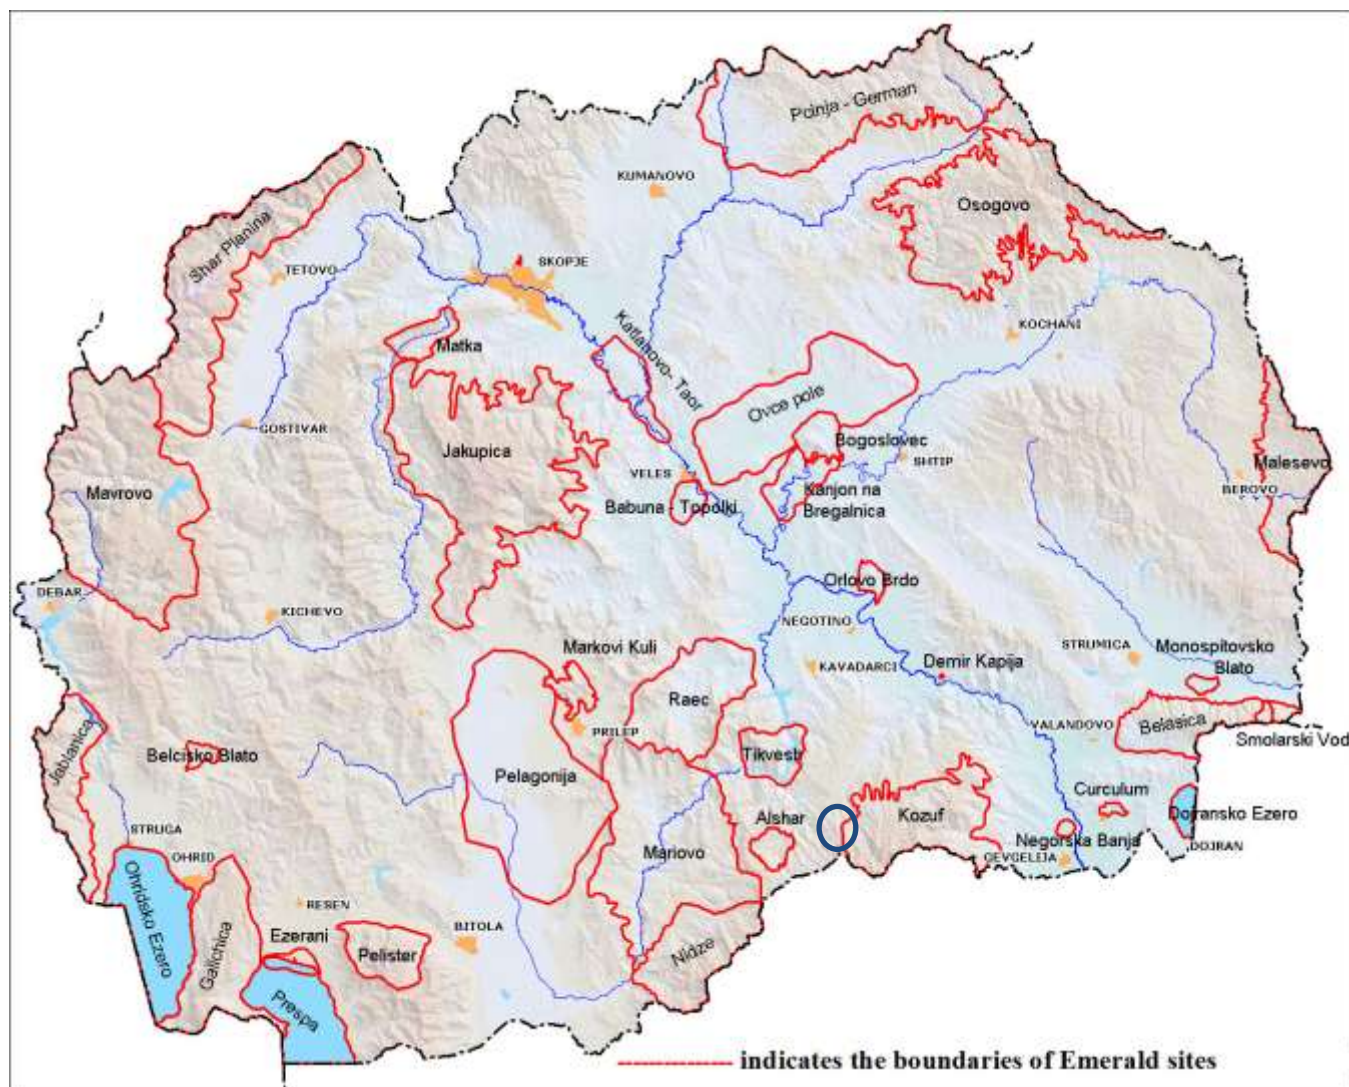 Pcinja - German
KUMANOVO
Osogovo
Shar Planina
SKOPJE
TETOVO
KOCHANI
Matka
Katlanovo- Taor
Ovce pole
GOSTIVAR
Bogoslovec
Jakupica
SHTIP
Malesevo
VELES
Mavrovo
Kanjon na
Bregalnica
BEROVO
Babuna - Topolki
Orlovo Brdo
DEBAR
KICHEVO
NEGOTINO
Markovi Kuli
STRUMICA
Monospitovsko
Blato
KAVADARCI
Demir Kapija
Raec
Jablanica
VALANDOVO
Belasica
PRILEP
Smolarski Vod
Belcisko Blato
Tikvesh
Pelagonija
Curculum
Alshar
Kozuf
Dojransko Ezero
STRUGA
Negorska Banja
DOJRAN
OHRID
Mariovo
GEVGELIJA
Ohridsko Ezero
RESEN
BITOLA
Ezerani
Galichica
Pelister
Nidze
Prespa
indicates the boundaries of Emerald sites